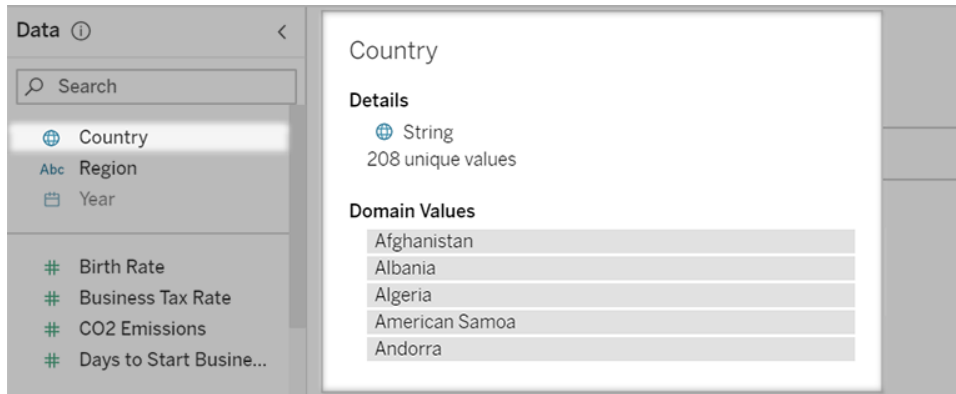 Data
Search
Country
Abc Region
Year
# Birth Rate
# Business Tax Rate
# CO2 Emissions
# Days to Start Busine...
Country
Details
String
208 unique values
Domain Values
Afghanistan
Albania
Algeria
American Samoa
Andorra